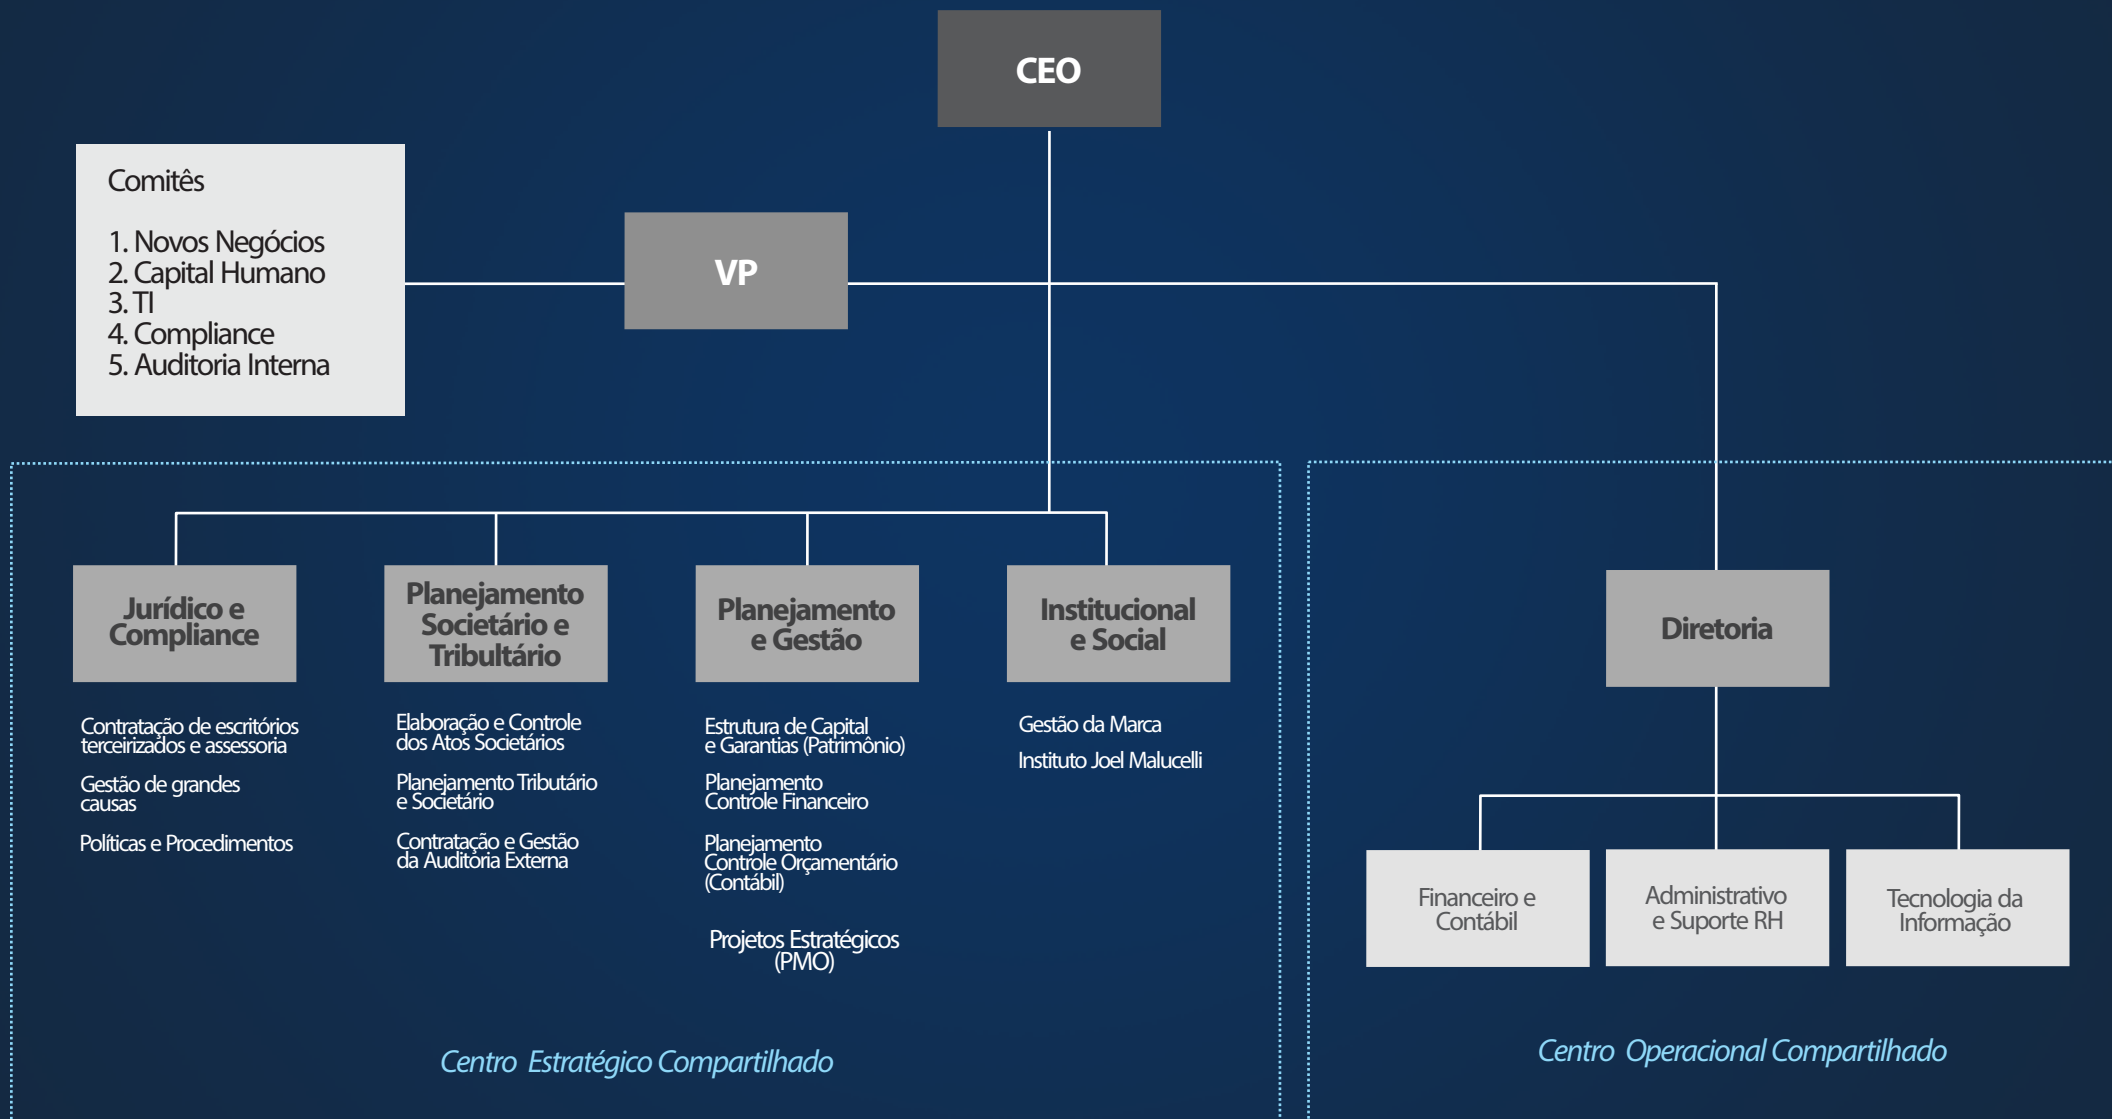 CEO
Comitês
1. Novos Negócios
2. Capital Humano
3. TI
4. Compliance
5. Auditoria Interna
VP
Jurídico e
Compliance
Contratação de escritórios
terceirizados e assessoria
Gestão de grandes
causas
Políticas e Procedimentos
Planejamento
Societário e
Tribultário
Elaboração e Controle
dos Atos Societários
Planejamento Tributário
e Societário
Contratação e Gestão
da Auditoria Externa
Planejamento
e Gestão
Estrutura de Capital
e Garantias (Patrimônio)
Planejamento
Controle Financeiro
Planejamento
Controle Orçamentário
(Contábil)
Projetos Estratégicos
(PMO)
Institucional
e Social
Gestão da Marca
Instituto Joel Malucelli
Centro Estratégico Compartilhado
Diretoria
Financeiro e
Contábil
Administrativo
e Suporte RH
Tecnologia da
Informação
Centro Operacional Compartilhado